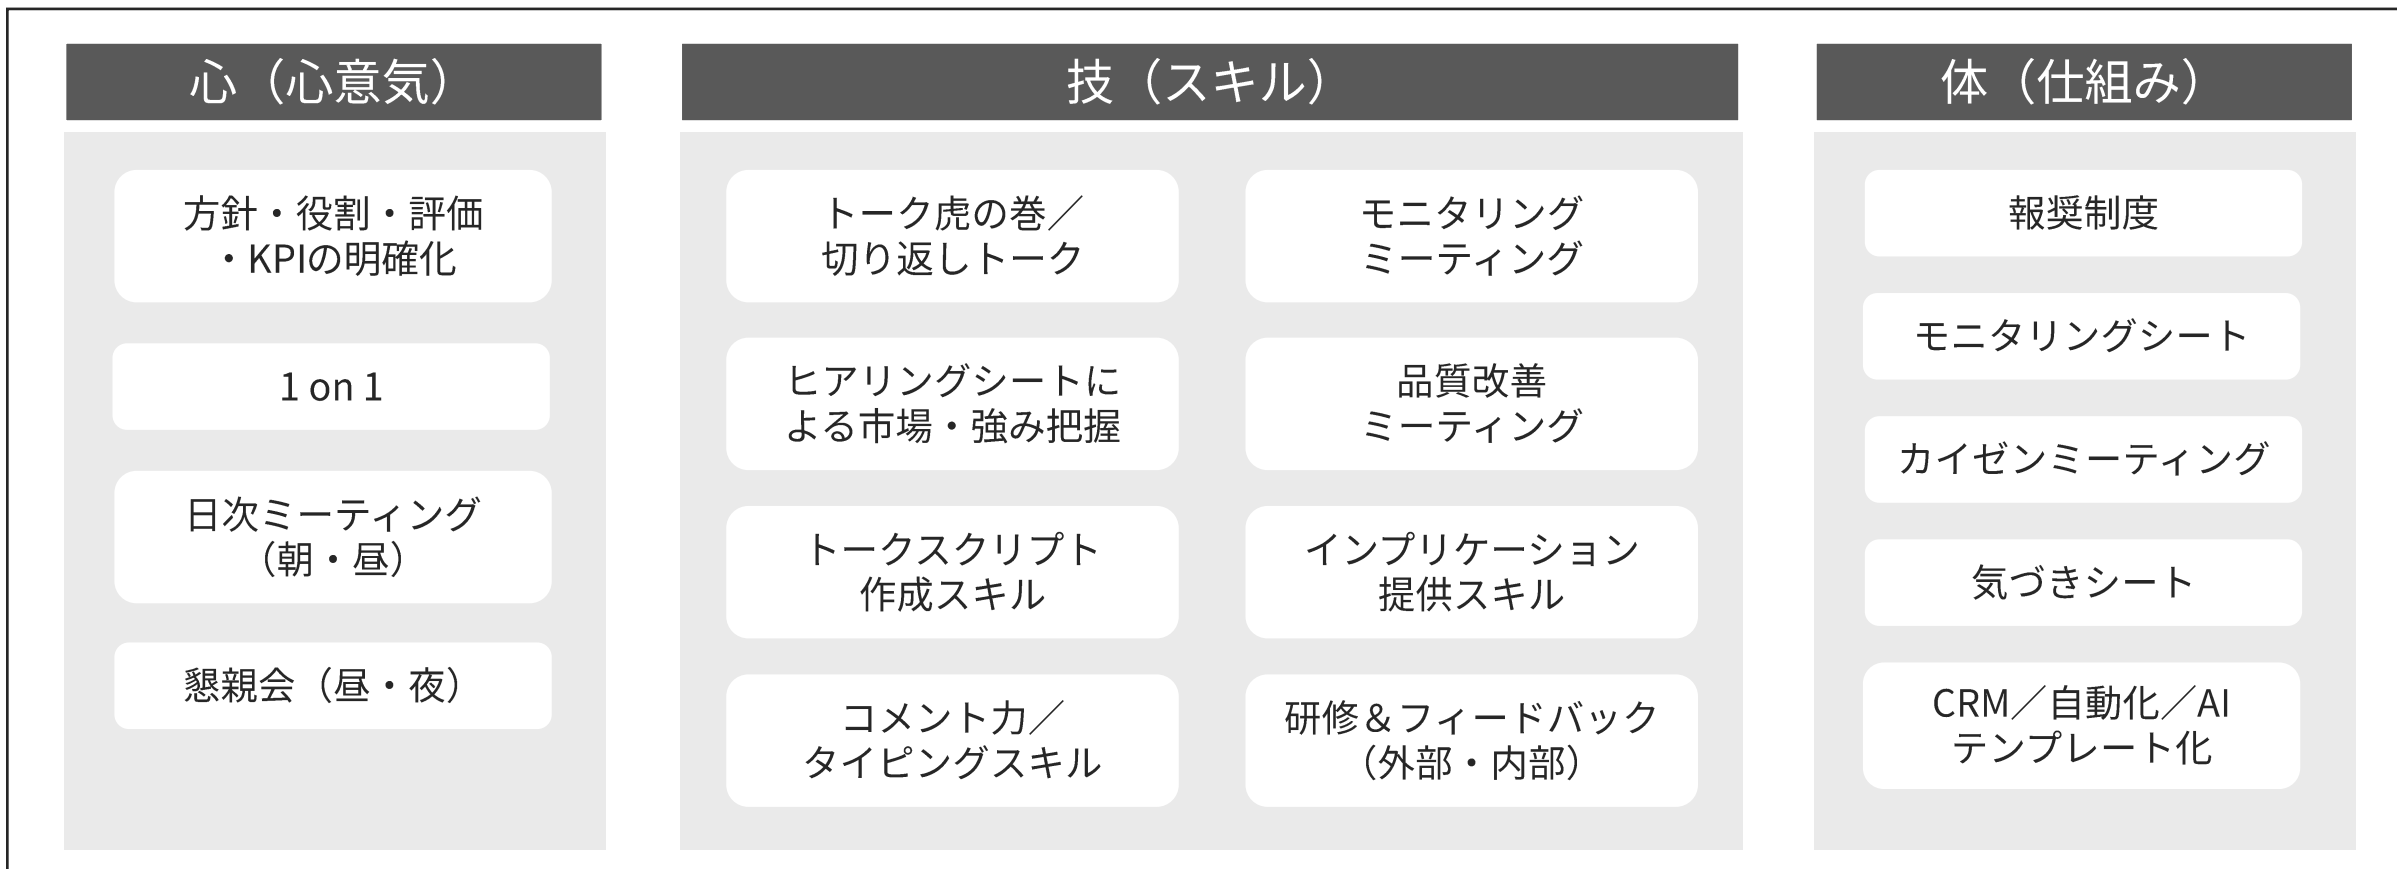 心（心意気）
方針・役割・評価
・KPIの明確化
1 on 1
日次ミーティング
（朝・昼）
懇親会（昼・夜）
技（スキル）
トーク虎の巻／
切り返しトーク
モニタリング
ミーティング
ヒアリングシートに
よる市場・強み把握
品質改善
ミーティング
トークスクリプト
作成スキル
インプリケーション
提供スキル
コメント力／
タイピングスキル
研修＆フィードバック
（外部・内部）
体（仕組み）
報奨制度
モニタリングシート
カイゼンミーティング
気づきシート
CRM／自動化／AI
テンプレート化